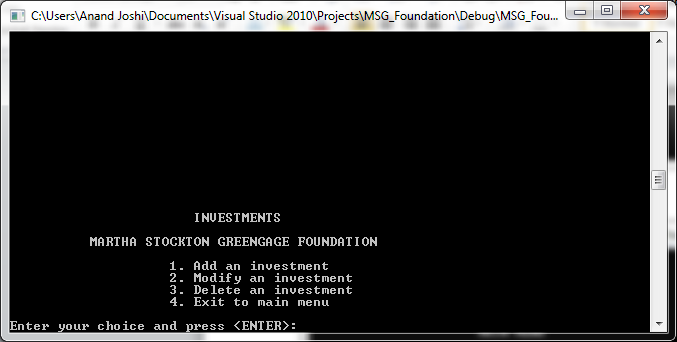 C:\Users\Anand Joshi\Documents\Visual Studio 2010\Projects\MSG_Foundation\Debug\MSG_Fou...
INVESTMENTS
MARTHA STOCKTON GREENGAGE FOUNDATION
1. Add an investment
2. Modify an investment
3. Delete an investment
4. Exit to main menu
Enter your choice and press <ENTER>: